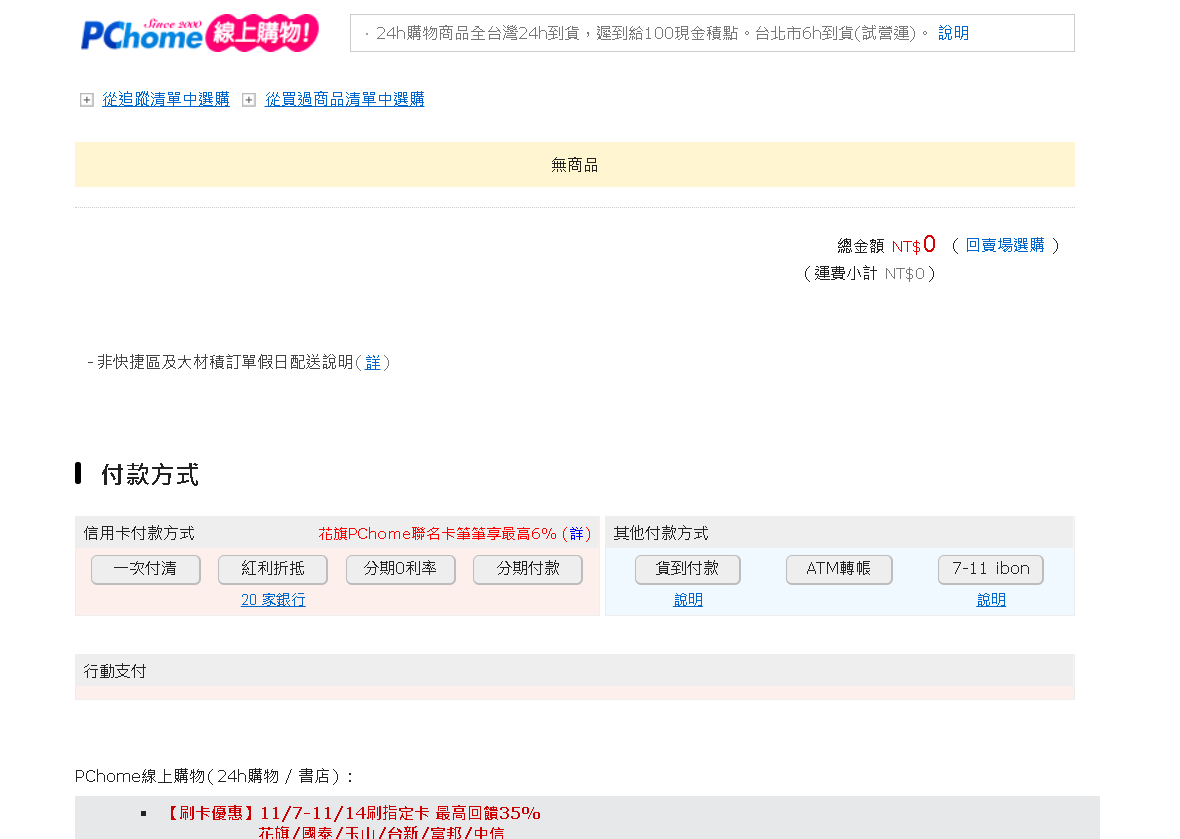 Since 2000
PChome線上購物!
· 24h購物商品全台灣24h到貨，遲到給100現金積點。台北市6h到貨(試營運)。 說明
從追蹤清單中選購 從買過商品清單中選購
無商品
總金額 NT$0 （ 回賣場選購 ）
（運費小計 NT$0）
- 非快捷區及大材積訂單假日配送說明（詳）
付款方式
信用卡付款方式 花旗PChome聯名卡筆筆享最高6% (詳) 其他付款方式
一次付清 紅利折抵 分期0利率 分期付款 貨到付款 ATM轉帳 7-11 ibon
20 家銀行 說明 說明
行動支付
PChome線上購物( 24h購物 / 書店 ) :
【刷卡優惠】11/7-11/14刷指定卡 最高回饋35%
花旗/國泰/玉山/台新/富邦/中信